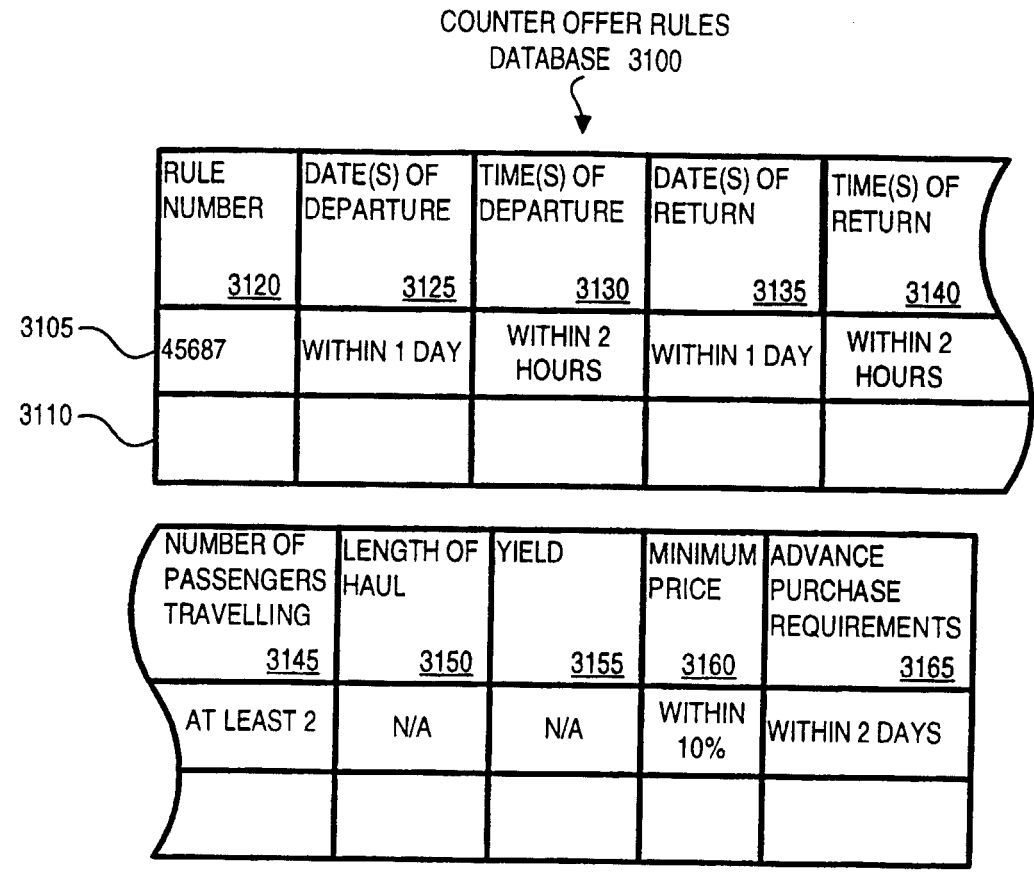 COUNTER OFFER RULES
DATABASE 3100
RULE
NUMBER
3120
DATE(S) OF
DEPARTURE
3125
TIME(S) OF
DEPARTURE
3130
DATE(S) OF
RETURN
3135
TIME(S) OF
RETURN
3140
3105
45687
WITHIN 1 DAY
WITHIN 2
HOURS
WITHIN 1 DAY
WITHIN 2
HOURS
3110
NUMBER OF
PASSENGERS
TRAVELLING
3145
LENGTH OF
HAUL
3150
YIELD
3155
MINIMUM
PRICE
3160
ADVANCE
PURCHASE
REQUIREMENTS
3165
AT LEAST 2
N/A
N/A
WITHIN
10%
WITHIN 2 DAYS